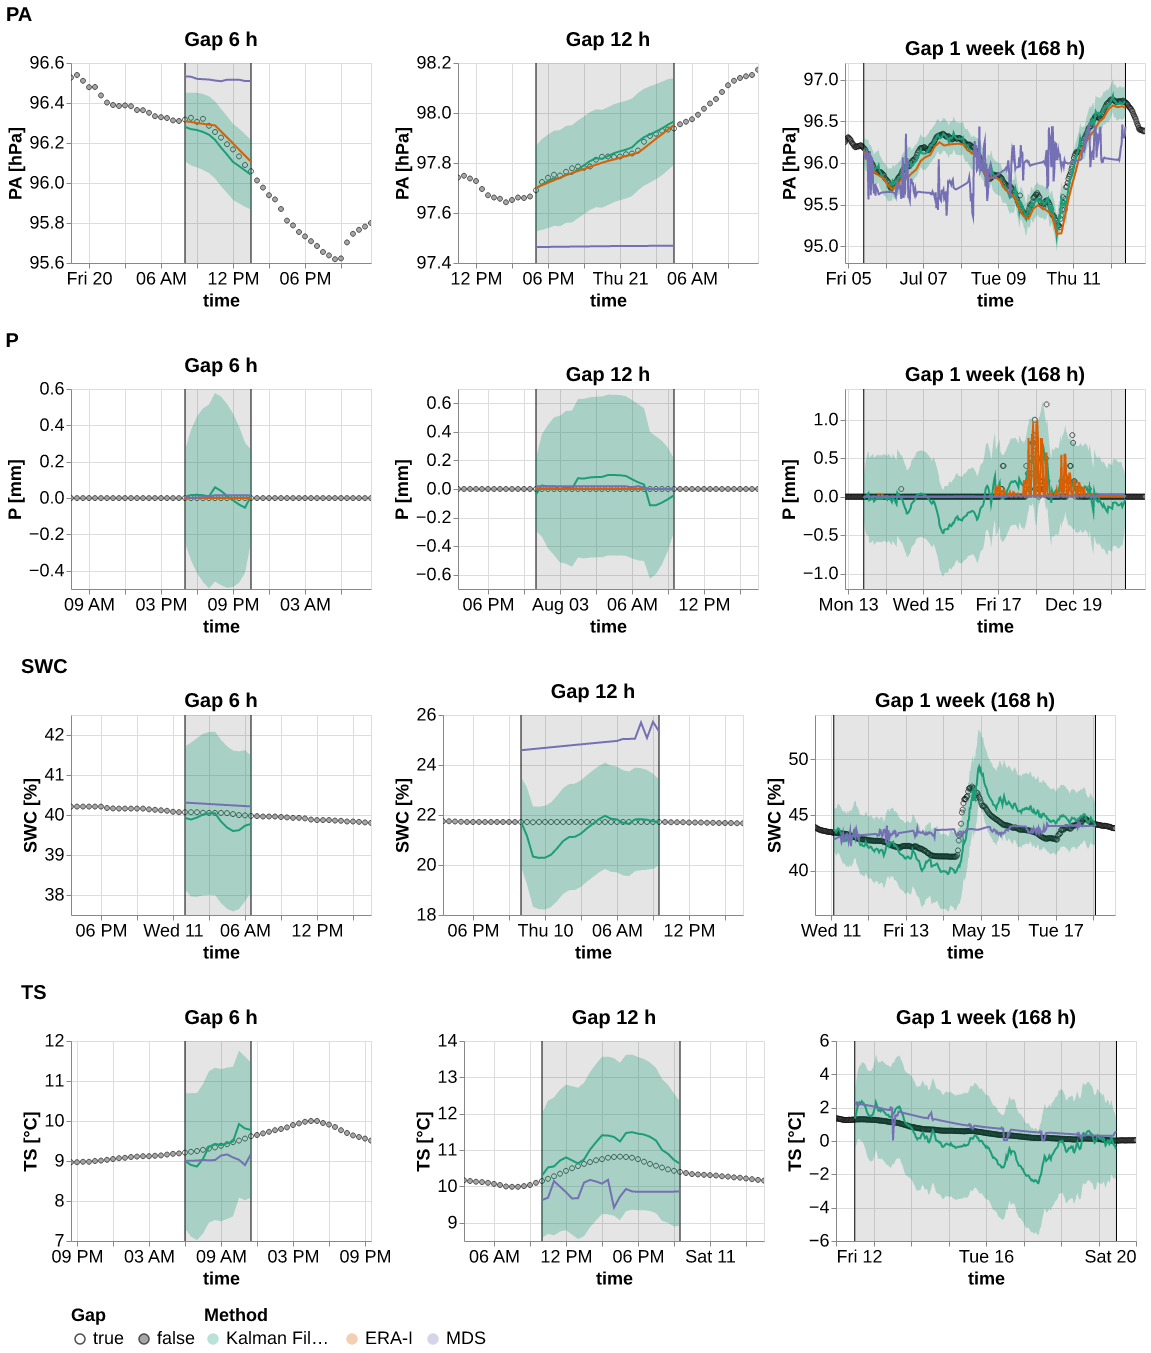 PA
Gap 6 h
Gap 12 h
Gap 1 week (168 h)
PA [hPa]
96.6
96.4
96.2
96.0
95.8
95.6
Fri 20
06 AM
12 PM
06 PM
time
PA [hPa]
98.2
98.0
97.8
97.6
97.4
12 PM
06 PM
Thu 21
06 AM
time
PA [hPa]
97.0
96.5
96.0
95.5
95.0
Fri 05
Jul 07
Tue 09
Thu 11
time
P
Gap 6 h
Gap 12 h
Gap 1 week (168 h)
P [mm]
0.6
0.4
0.2
0.0
−0.2
−0.4
09 AM
03 PM
09 PM
03 AM
time
P [mm]
0.6
0.4
0.2
0.0
−0.2
−0.4
−0.6
06 PM
Aug 03
06 AM
12 PM
time
P [mm]
1.0
0.5
0.0
−0.5
−1.0
Mon 13
Wed 15
Fri 17
Dec 19
time
SWC
Gap 6 h
Gap 12 h
Gap 1 week (168 h)
SWC [%]
42
41
40
39
38
06 PM
Wed 11
06 AM
12 PM
time
SWC [%]
26
24
22
20
18
06 PM
Thu 10
06 AM
12 PM
time
SWC [%]
50
45
40
Wed 11
Fri 13
May 15
Tue 17
time
TS
Gap 6 h
Gap 12 h
Gap 1 week (168 h)
TS [°C]
12
11
10
9
8
7
09 PM
03 AM
09 AM
03 PM
09 PM
time
TS [°C]
14
13
12
11
10
9
06 AM
12 PM
06 PM
Sat 11
time
TS [°C]
6
4
2
0
−2
−4
−6
Fri 12
Tue 16
Sat 20
time
Gap
true
false
Method
Kalman Fil…
ERA-I
MDS